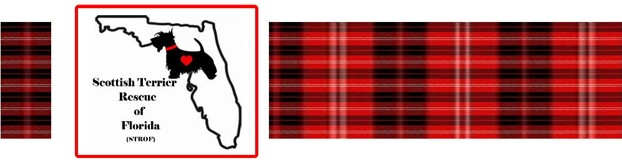 Scottish Terrier
Rescue
of
Florida
(STROF)